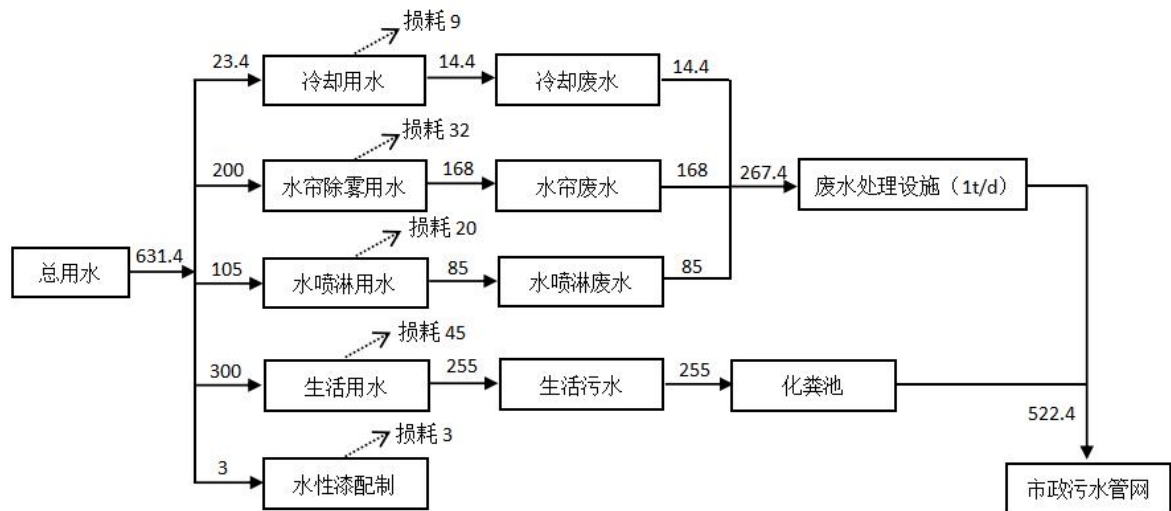 损耗 9
23.4
冷却用水
14.4
冷却废水
14.4
损耗 32
200
水帘除雾用水
168
水帘废水
168
267.4
废水处理设施（1t/d）
损耗 20
总用水
631.4
105
水喷淋用水
85
水喷淋废水
85
损耗 45
300
生活用水
255
生活污水
255
化粪池
522.4
损耗 3
3
水性漆配制
市政污水管网